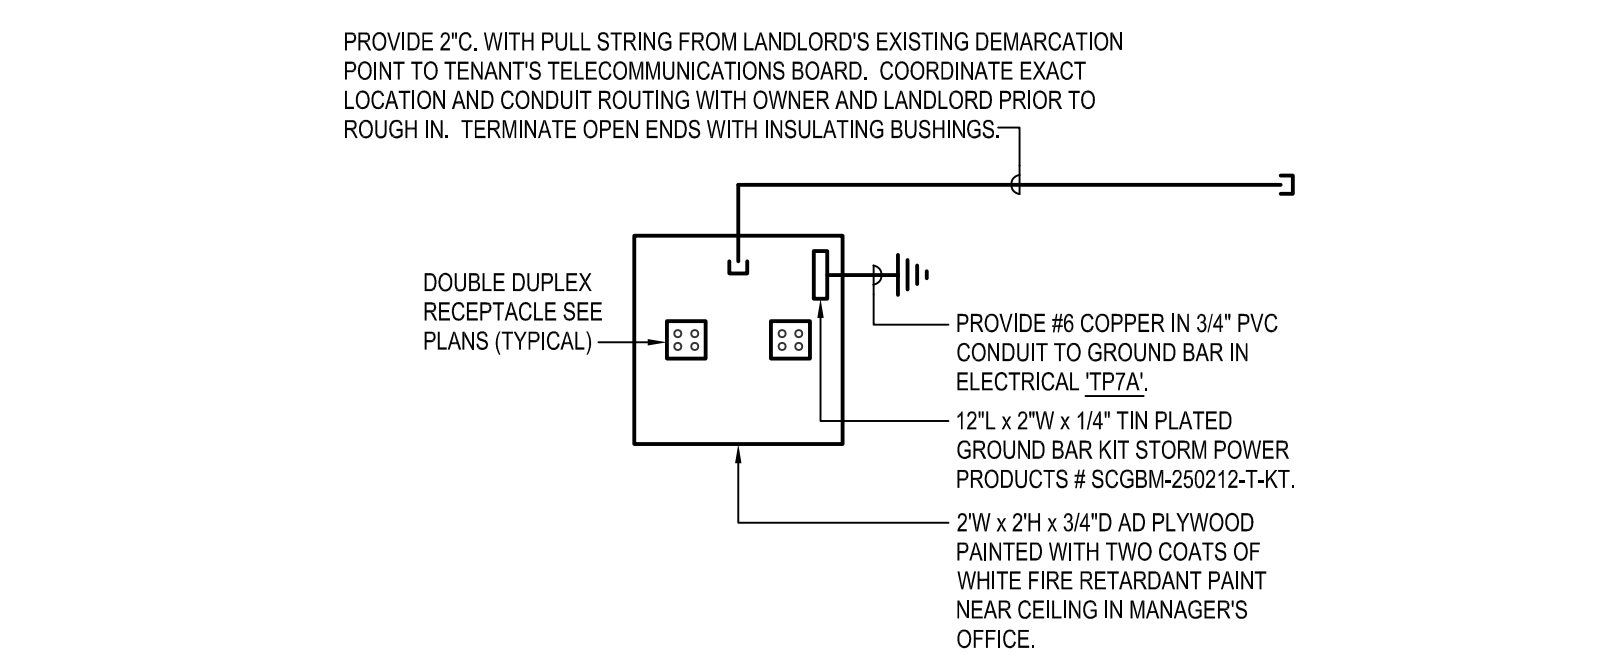 PROVIDE 2"C. WITH PULL STRING FROM LANDLORD'S EXISTING DEMARCATION
POINT TO TENANT'S TELECOMMUNICATIONS BOARD. COORDINATE EXACT
LOCATION AND CONDUIT ROUTING WITH OWNER AND LANDLORD PRIOR TO
ROUGH IN. TERMINATE OPEN ENDS WITH INSULATING BUSHINGS.
DOUBLE DUPLEX
RECEPTACLE SEE
PLANS (TYPICAL)
PROVIDE #6 COPPER IN 3/4" PVC
CONDUIT TO GROUND BAR IN
ELECTRICAL 'TP7A'.
12"L x 2"W x 1/4" TIN PLATED
GROUND BAR KIT STORM POWER
PRODUCTS # SCGBM-250212-T-KT.
2'W x 2'H x 3/4"D AD PLYWOOD
PAINTED WITH TWO COATS OF
WHITE FIRE RETARDANT PAINT
NEAR CEILING IN MANAGER'S
OFFICE.